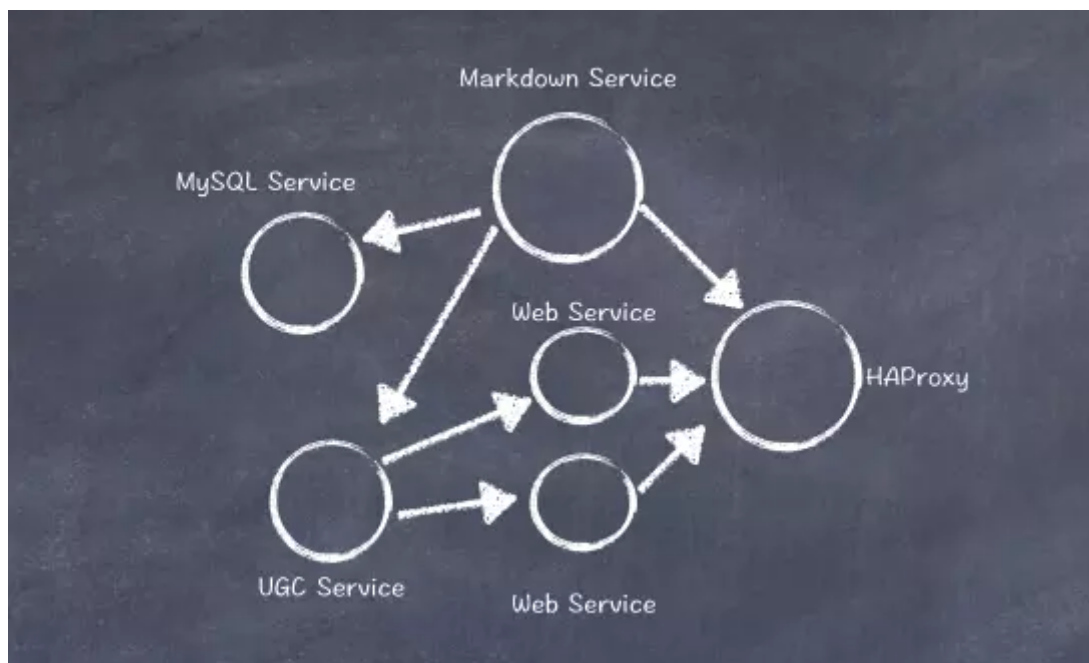 Markdown Service
MySQL Service
Web Service
HAProxy
UGC Service
Web Service